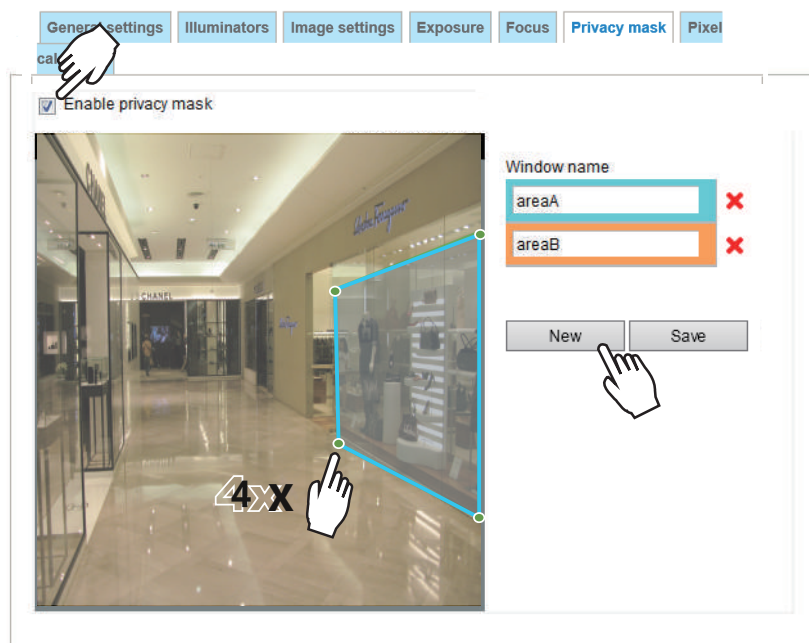 General settings Illuminators Image settings Exposure Focus Privacy mask Pixel
cal
Enable privacy mask
Window name
areaA
areaB
New Save
CHANEL
CHANEL
4x